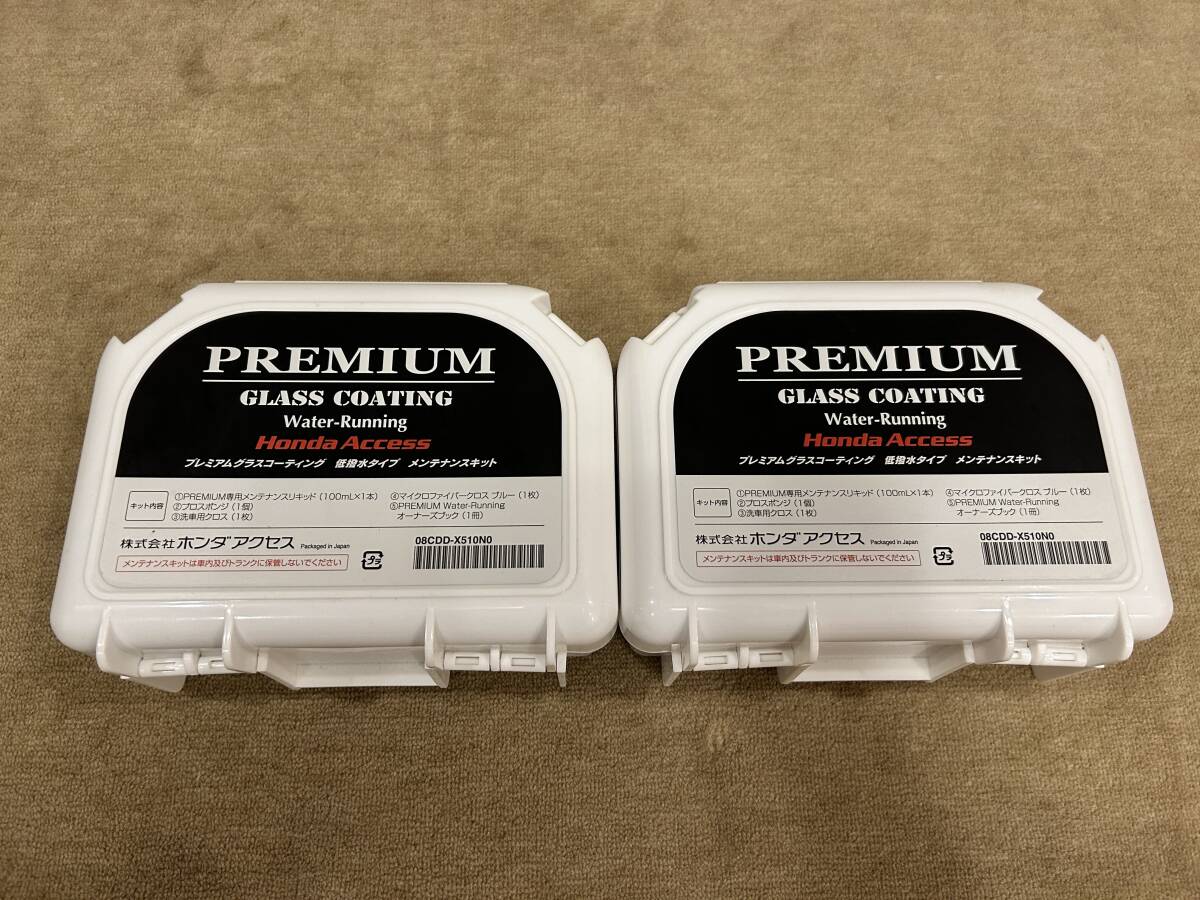 PREMIUM
GLASS COATING
Water-Running
Honda Access
プレミアムグラスコーティング 低撥水タイプ メンテナンスキット
キット内容
①PREMIUM専用メンテナンスリキッド（100mL×1本）
②プロスポンジ（1個）
③洗車用クロス（1枚）
④マイクロファイバークロス ブルー（1枚）
⑤PREMIUM Water-Running
オーナーズブック（1冊）
株式会社ホンダアクセス Packaged in Japan
08CDD-X510N0
メンテナンスキットは車内及びトランクに保管しないでください
プラ
PREMIUM
GLASS COATING
Water-Running
Honda Access
プレミアムグラスコーティング 低撥水タイプ メンテナンスキット
キット内容
①PREMIUM専用メンテナンスリキッド（100mL×1本）
②プロスポンジ（1個）
③洗車用クロス（1枚）
④マイクロファイバークロス ブルー（1枚）
⑤PREMIUM Water-Running
オーナーズブック（1冊）
株式会社ホンダアクセス Packaged in Japan
08CDD-X510N0
メンテナンスキットは車内及びトランクに保管しないでください
プラ